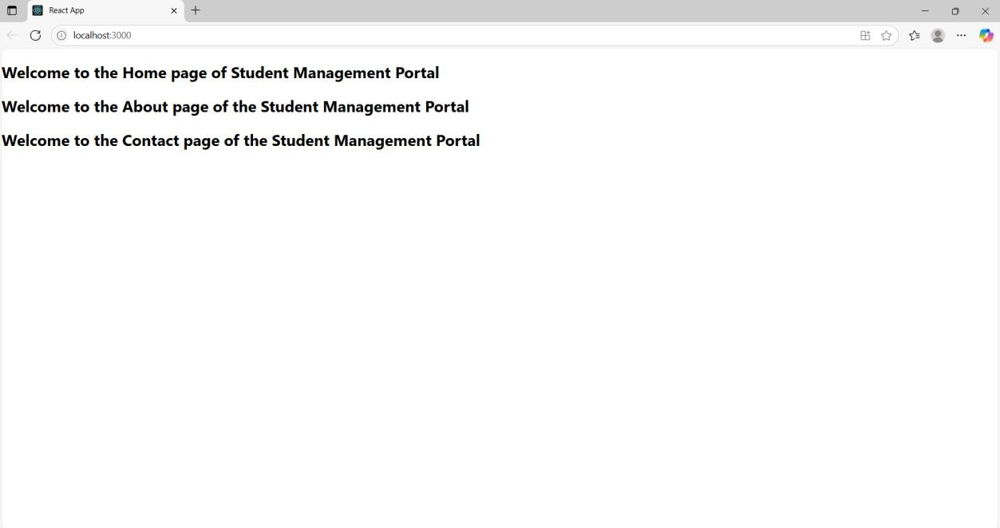 React App
localhost:3000
Welcome to the Home page of Student Management Portal
Welcome to the About page of the Student Management Portal
Welcome to the Contact page of the Student Management Portal